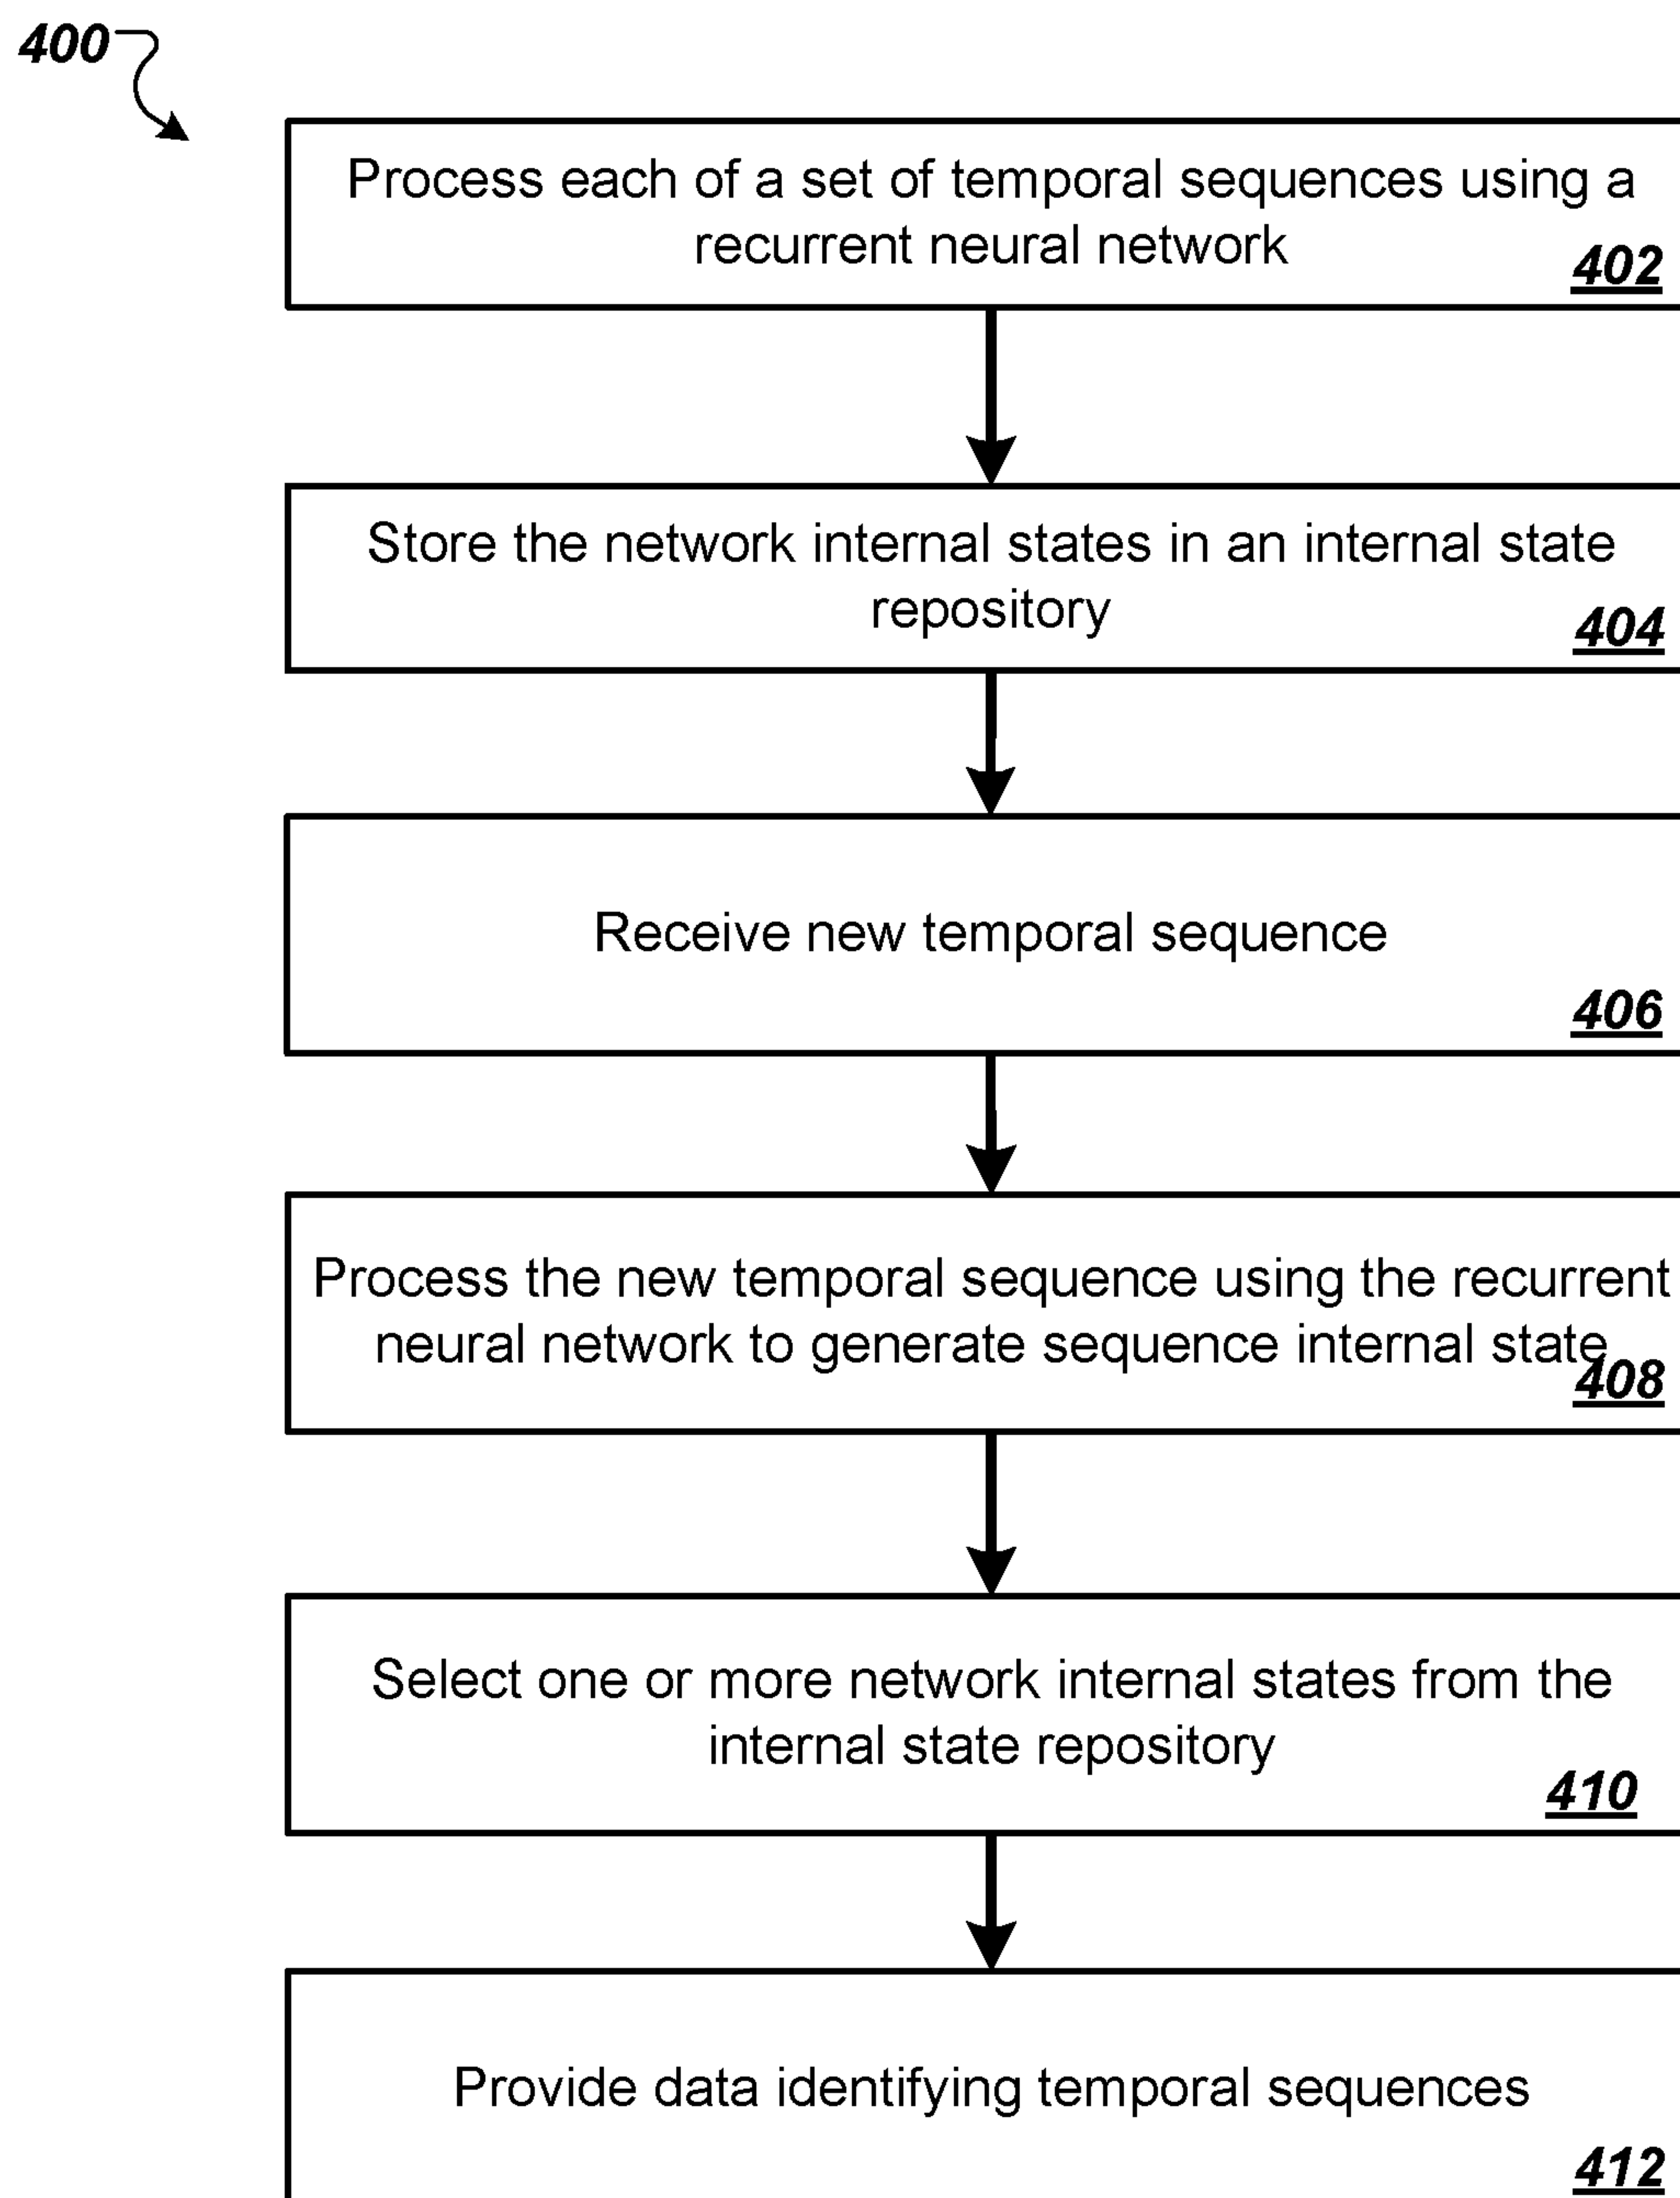 400
Process each of a set of temporal sequences using a
recurrent neural network
402
Store the network internal states in an internal state
repository
404
Receive new temporal sequence
406
Process the new temporal sequence using the recurrent
neural network to generate sequence internal state
408
Select one or more network internal states from the
internal state repository
410
Provide data identifying temporal sequences
412